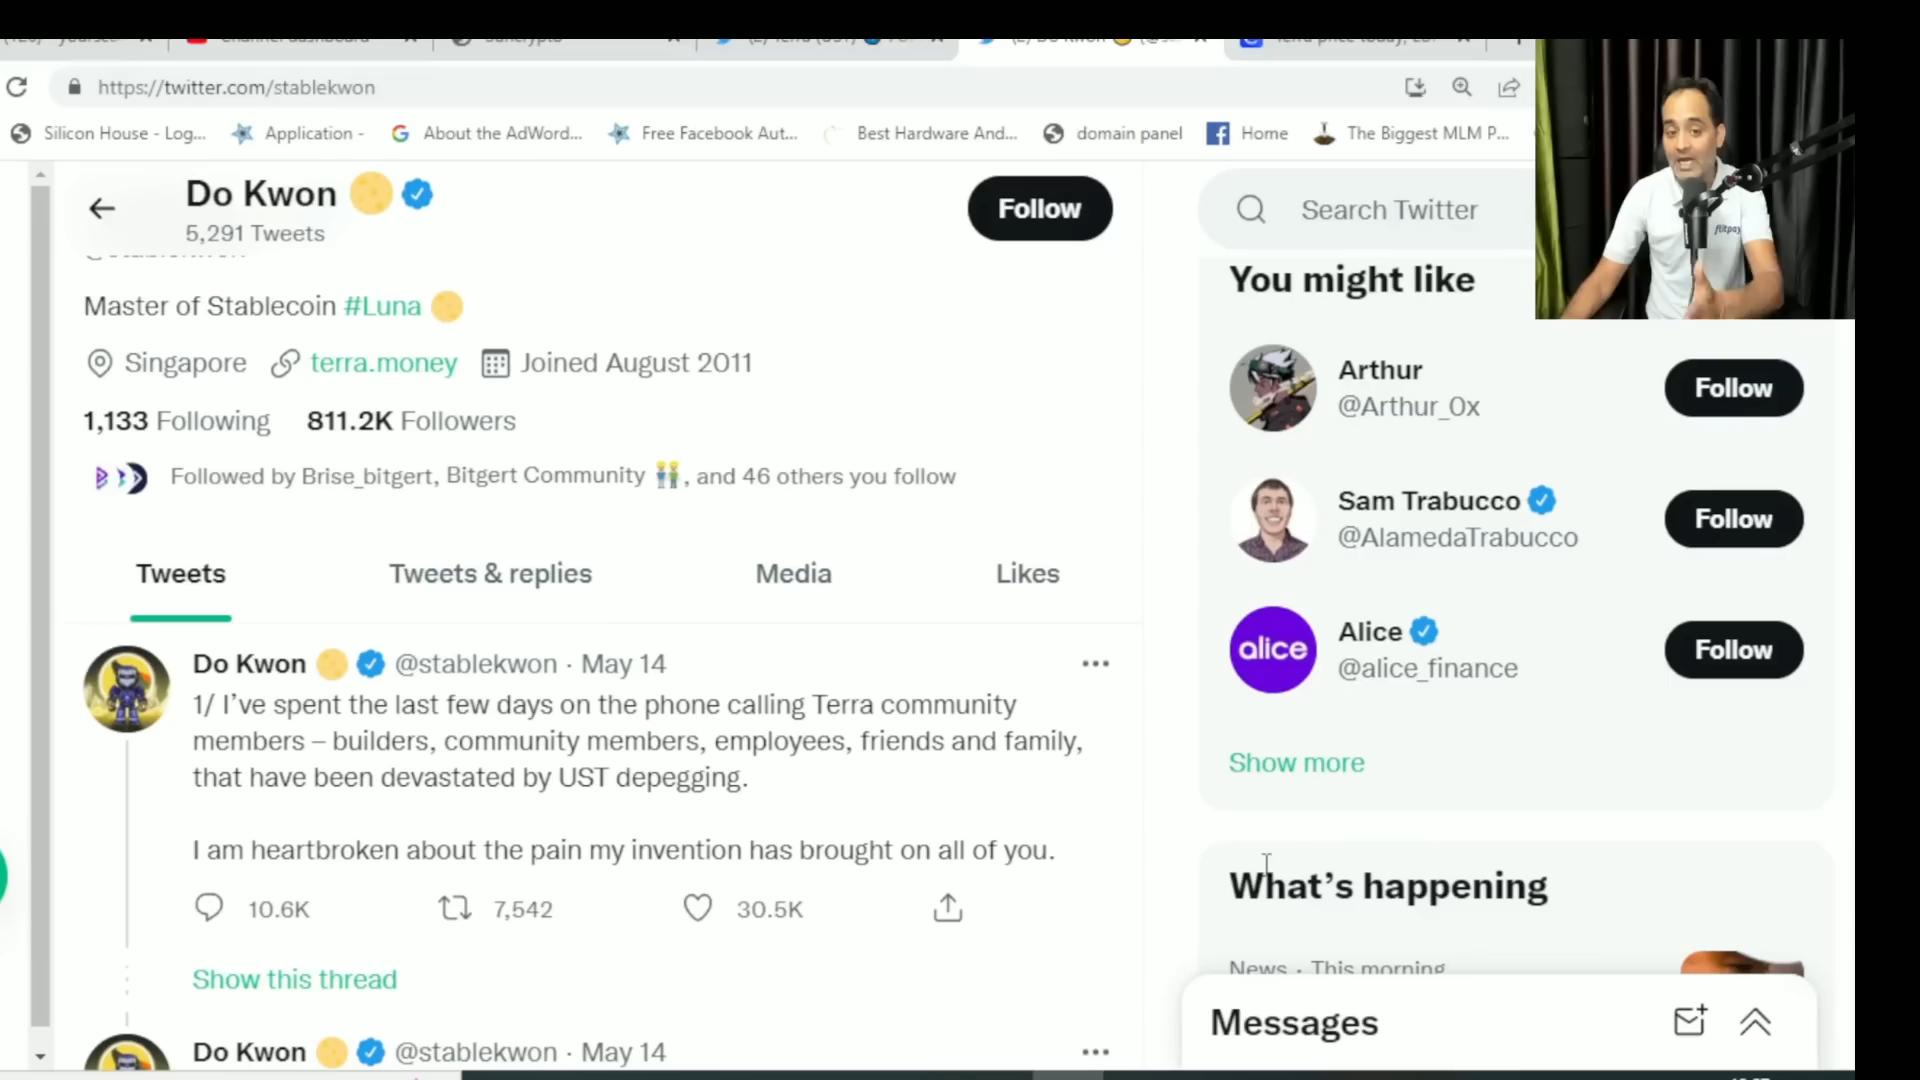 https://twitter.com/stablekwon
Silicon House - Log...
Application -
About the AdWord...
Free Facebook Aut...
Best Hardware And...
domain panel
Home
The Biggest MLM P...
Do Kwon
5,291 Tweets
Follow
Master of Stablecoin #Luna
Singapore terra.money Joined August 2011
1,133 Following 811.2K Followers
Followed by Brise_bitgert, Bitgert Community , and 46 others you follow
Tweets Tweets & replies Media Likes
Do Kwon @stablekwon · May 14
1/ I’ve spent the last few days on the phone calling Terra community
members – builders, community members, employees, friends and family,
that have been devastated by UST depegging.
I am heartbroken about the pain my invention has brought on all of you.
10.6K 7,542 30.5K
Show this thread
Do Kwon @stablekwon · May 14
Search Twitter
You might like
Arthur
@Arthur_0x
Follow
Sam Trabucco
@AlamedaTrabucco
Follow
alice
Alice
@alice_finance
Follow
Show more
What’s happening
News · This morning
Messages
flitpay